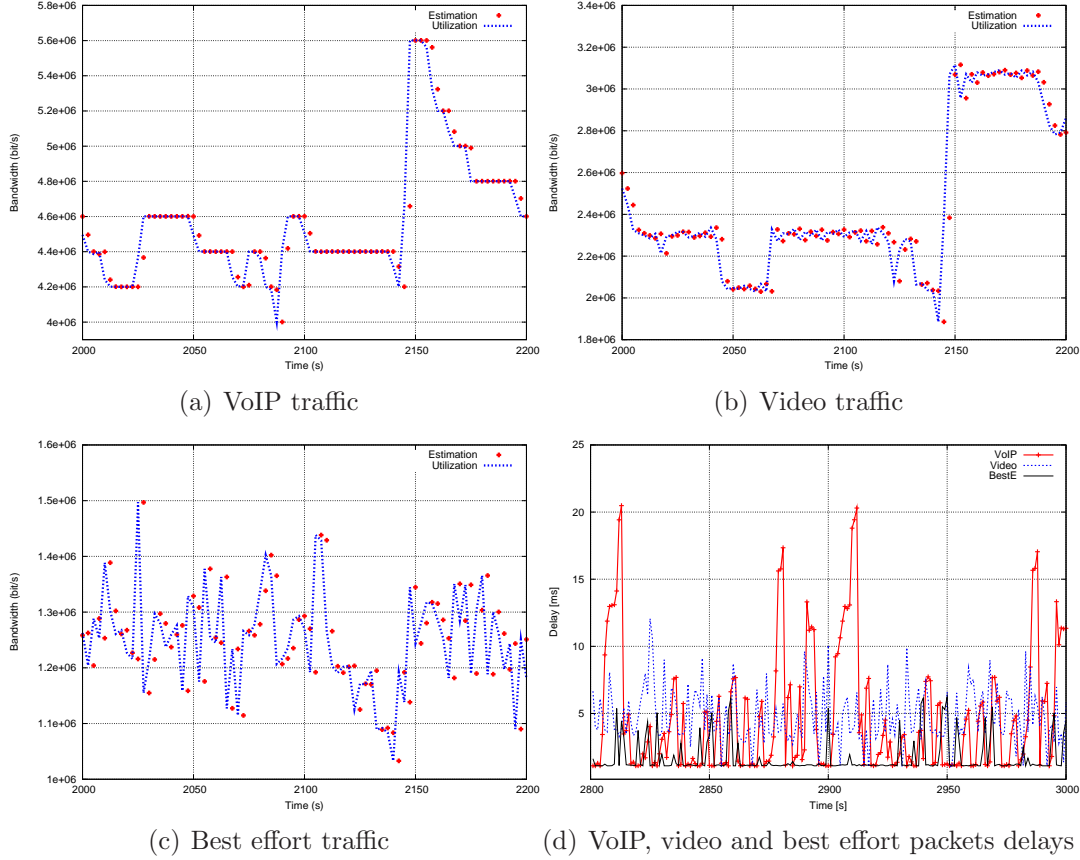 5.8e+06
5.6e+06
5.4e+06
5.2e+06
5e+06
4.8e+06
4.6e+06
4.4e+06
4.2e+06
4e+06
Bandwidth (bit/s)
Estimation
Utilization
2000 2050 2100 2150 2200
Time (s)
(a) VoIP traffic
3.4e+06
3.2e+06
3e+06
2.8e+06
2.6e+06
2.4e+06
2.2e+06
2e+06
1.8e+06
Bandwidth (bit/s)
Estimation
Utilization
2000 2050 2100 2150 2200
Time (s)
(b) Video traffic
1.6e+06
1.5e+06
1.4e+06
1.3e+06
1.2e+06
1.1e+06
1e+06
Bandwidth (bit/s)
Estimation
Utilization
2000 2050 2100 2150 2200
Time (s)
(c) Best effort traffic
25
20
15
10
5
Delay [ms]
VoIP
Video
BestE
2800 2850 2900 2950 3000
Time [s]
(d) VoIP, video and best effort packets delays